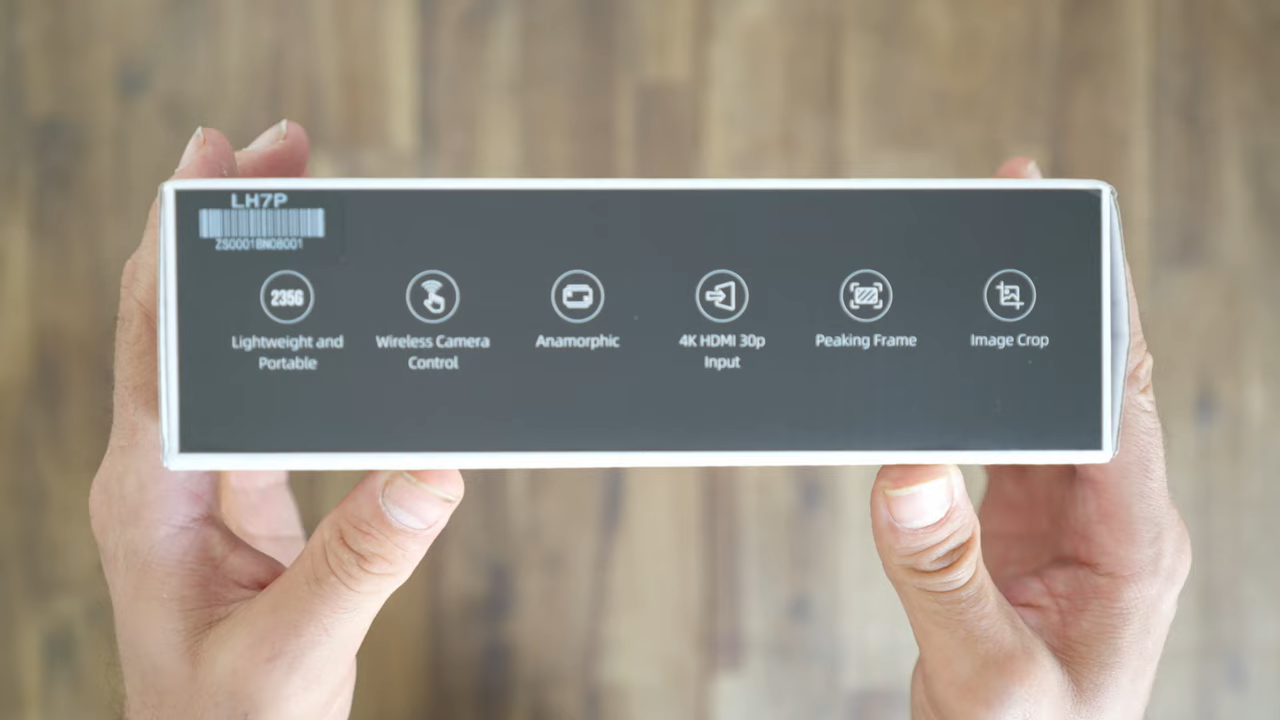 LH7P
ZS0001BN08001
235G
Lightweight and
Portable
Wireless Camera
Control
Anamorphic
4K HDMI 30p
Input
Peaking Frame
Image Crop